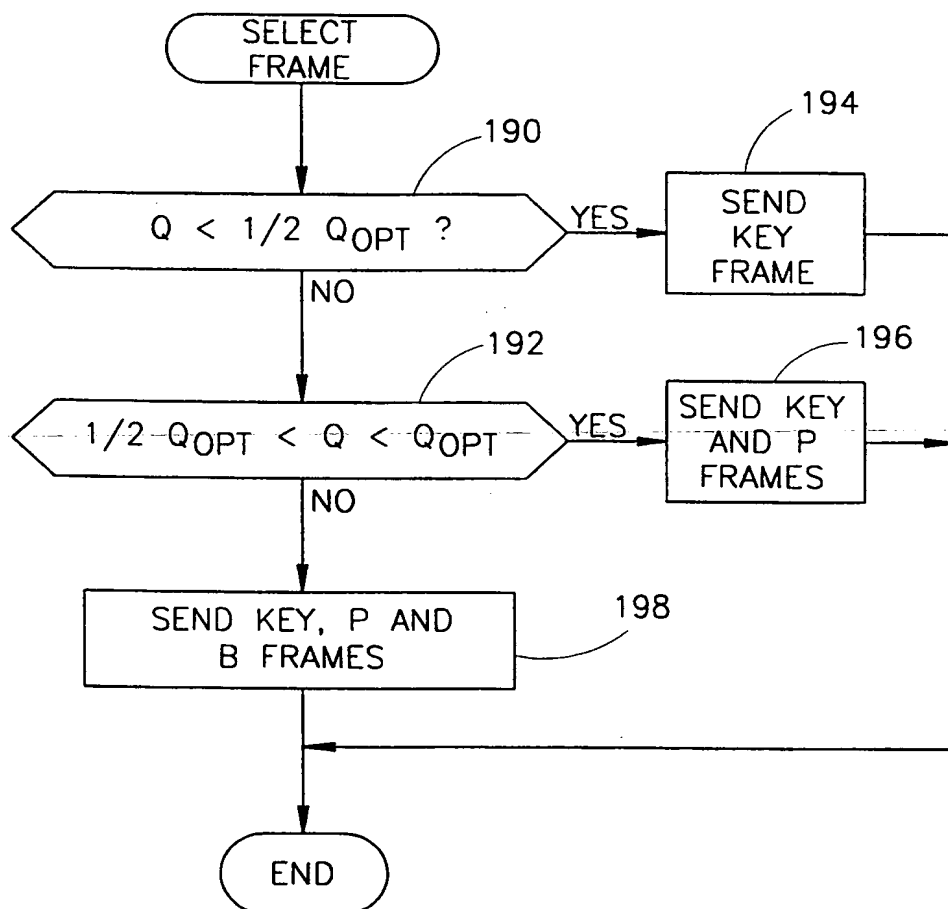 SELECT
FRAME
190
194
Q < 1/2 QOPT ?
YES
SEND
KEY
FRAME
NO
192
196
1/2 QOPT < Q < QOPT
YES
SEND KEY
AND P
FRAMES
NO
SEND KEY, P AND
B FRAMES
198
END